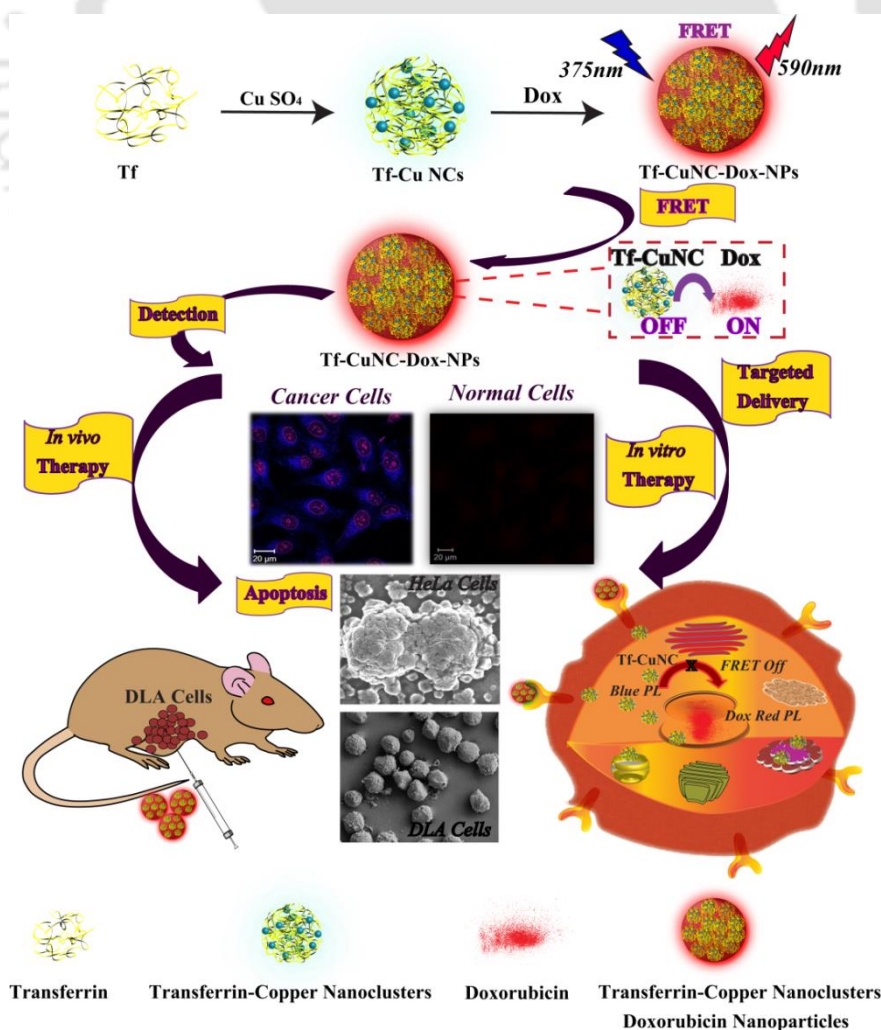 FRET
375nm
590nm
Cu SO4
Dox
Tf
Tf-Cu NCs
Tf-CuNC-Dox-NPs
FRET
Tf-CuNC Dox
OFF ON
Detection
Tf-CuNC-Dox-NPs
Targeted
Delivery
Cancer Cells
Normal Cells
In vivo
Therapy
In vitro
Therapy
20 µm
20 µm
Apoptosis
HeLa Cells
DLA Cells
Tf-CuNC
X
FRET Off
Blue PL
Dox Red PL
DLA Cells
Transferrin
Transferrin-Copper Nanoclusters
Doxorubicin
Transferrin-Copper Nanoclusters
Doxorubicin Nanoparticles